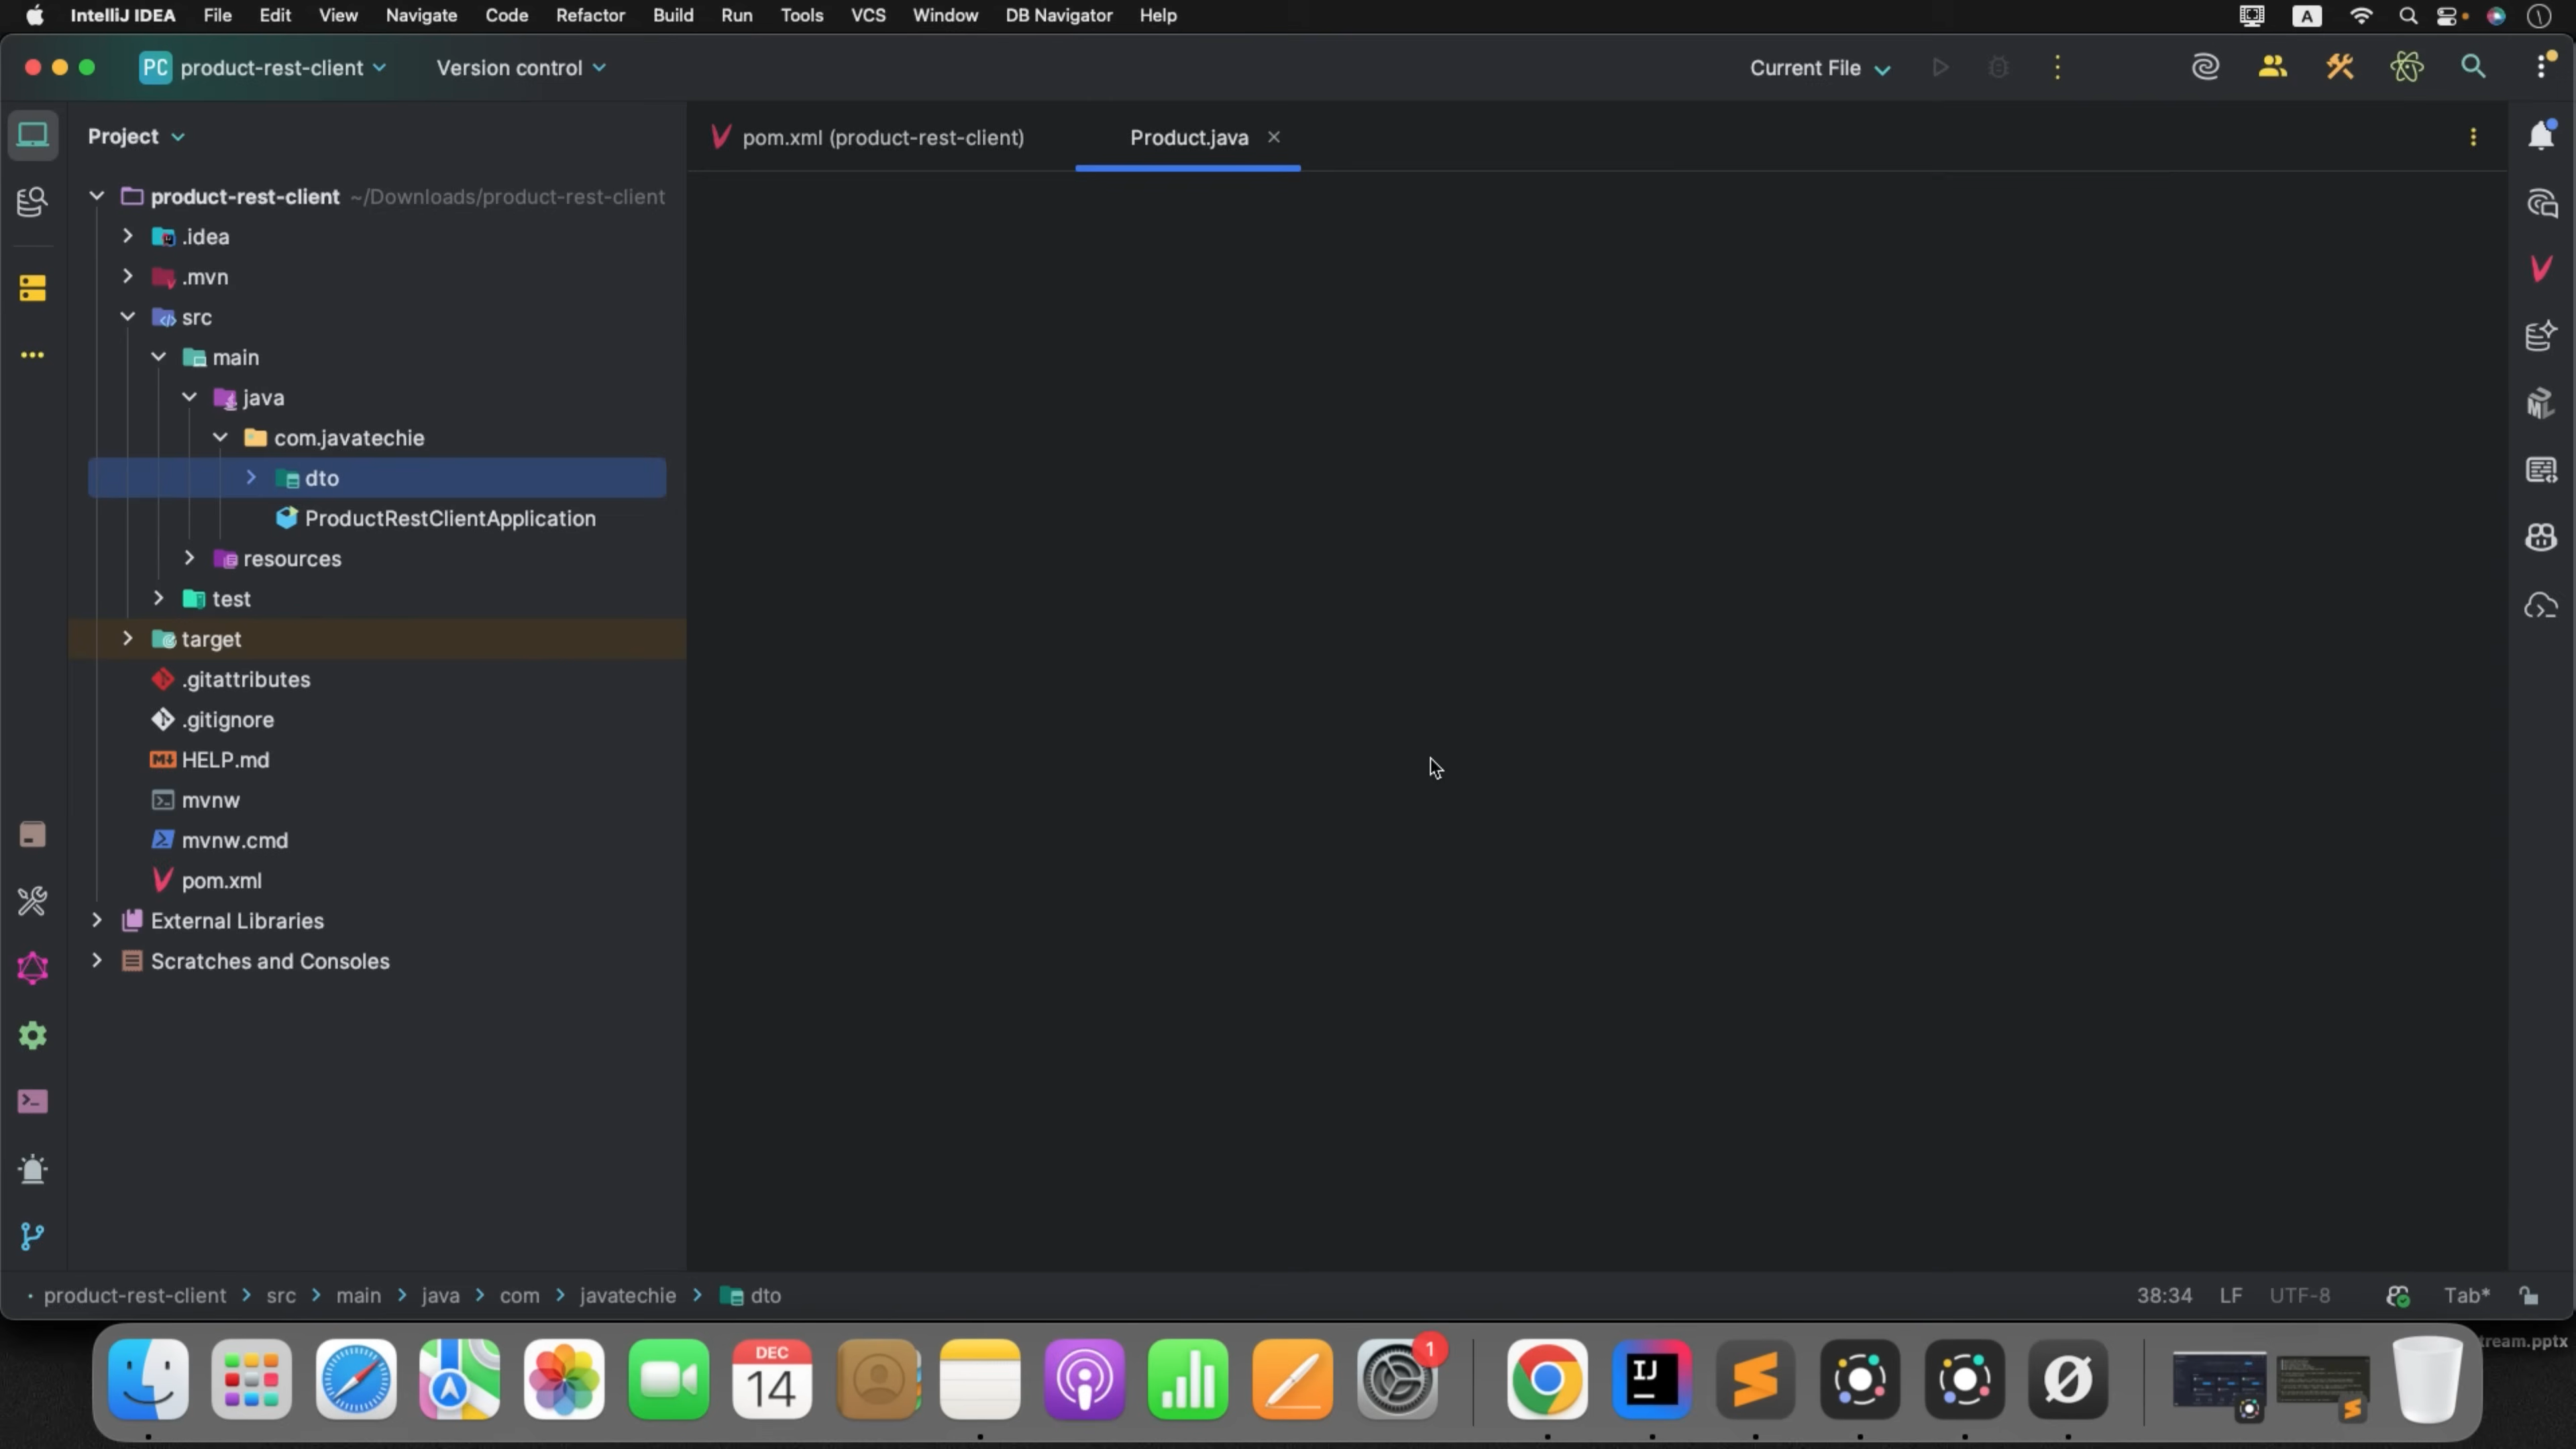 IntelliJ IDEA File Edit View Navigate Code Refactor Build Run Tools VCS Window DB Navigator Help A
PC product-rest-client Version control Current File
Project
pom.xml (product-rest-client) Product.java
product-rest-client ~/Downloads/product-rest-client
.idea
.mvn
src
main
java
com.javatechie
dto
ProductRestClientApplication
resources
test
target
.gitattributes
.gitignore
HELP.md
mvnw
mvnw.cmd
pom.xml
External Libraries
Scratches and Consoles
product-rest-client src main java com javatechie dto 38:34 LF UTF-8 Tab*
tream.pptx
DEC
14
1
IJ